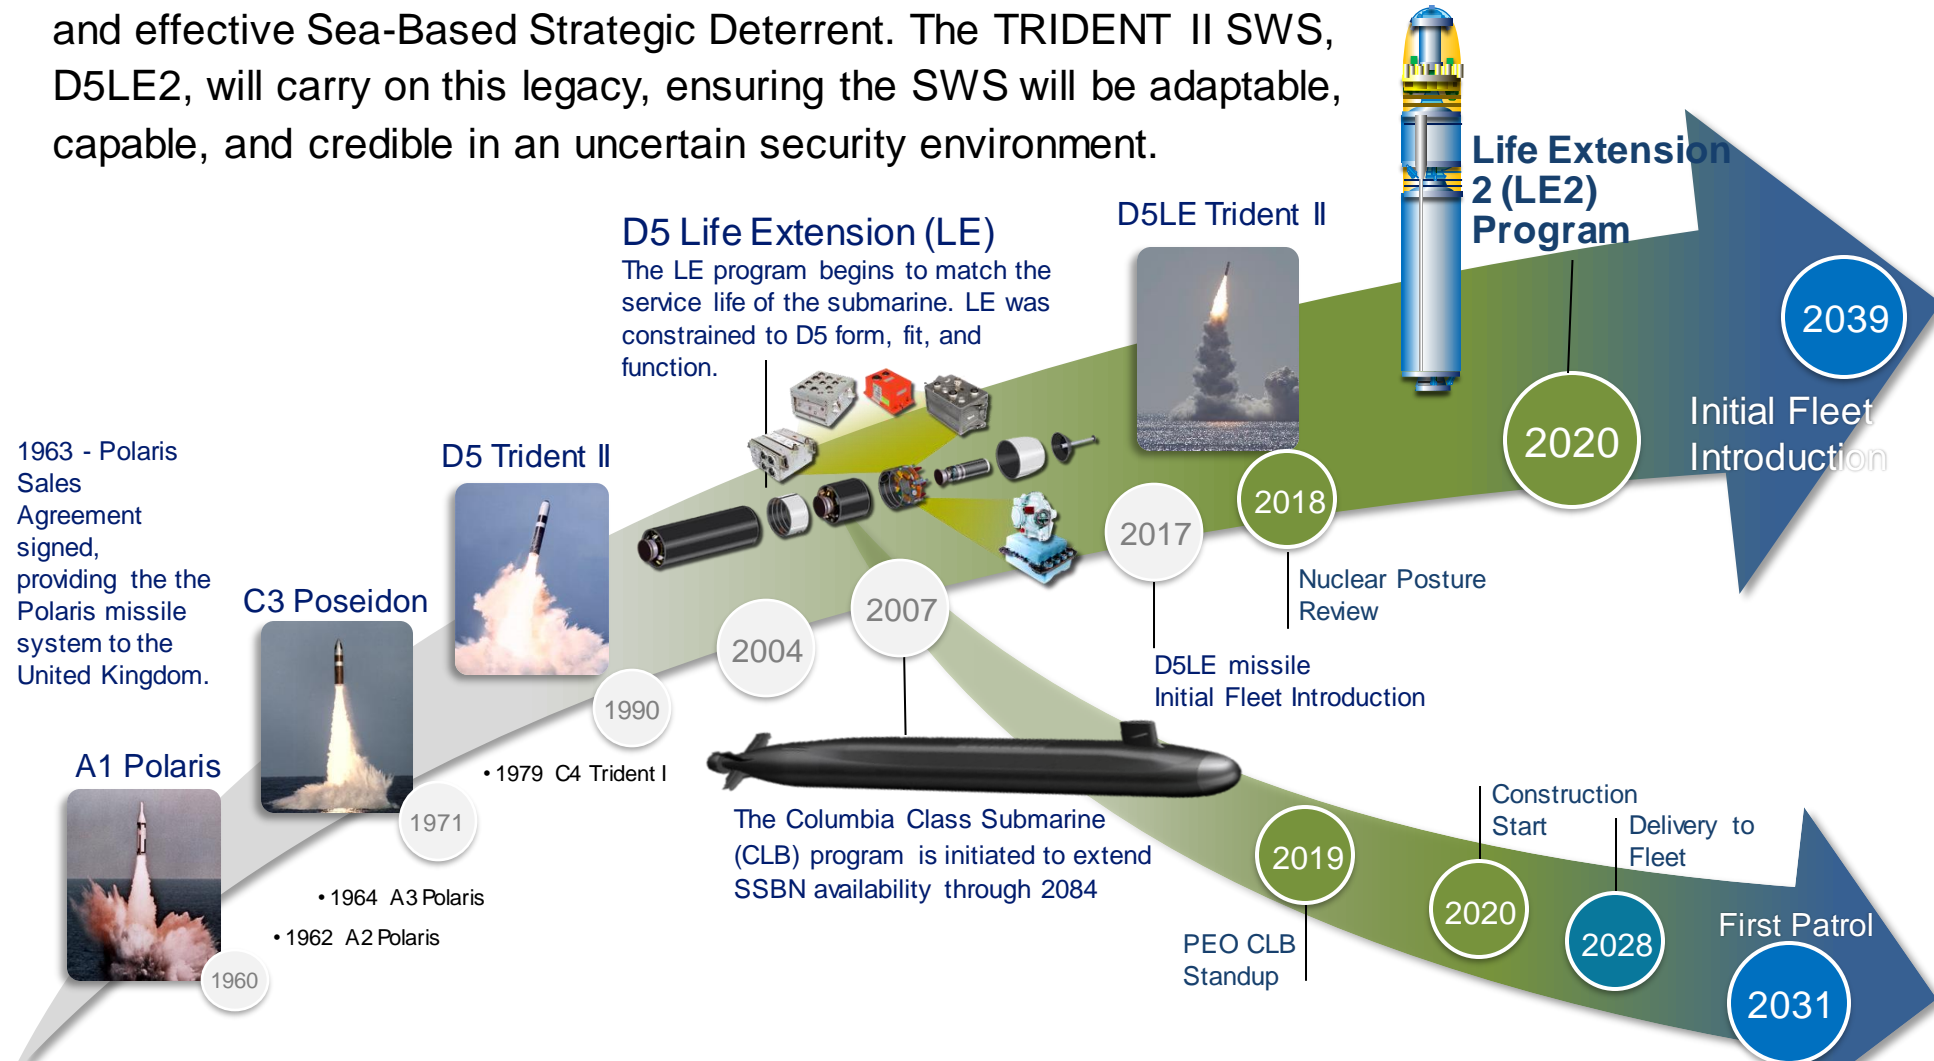 and effective Sea-Based Strategic Deterrent. The TRIDENT II SWS,
D5LE2, will carry on this legacy, ensuring the SWS will be adaptable,
capable, and credible in an uncertain security environment.
Life Extension
2 (LE2)
Program
D5LE Trident II
D5 Life Extension (LE)
The LE program begins to match the
service life of the submarine. LE was
constrained to D5 form, fit, and
function.
2039
Initial Fleet
Introduction
2020
1963 - Polaris
Sales
Agreement
signed,
providing the the
Polaris missile
system to the
United Kingdom.
D5 Trident II
2018
2017
Nuclear Posture
Review
C3 Poseidon
2007
2004
D5LE missile
Initial Fleet Introduction
1990
A1 Polaris
• 1979 C4 Trident I
1971
The Columbia Class Submarine
(CLB) program is initiated to extend
SSBN availability through 2084
Construction
Start
Delivery to
Fleet
2019
• 1964 A3 Polaris
• 1962 A2 Polaris
2020
First Patrol
PEO CLB
Standup
2028
1960
2031